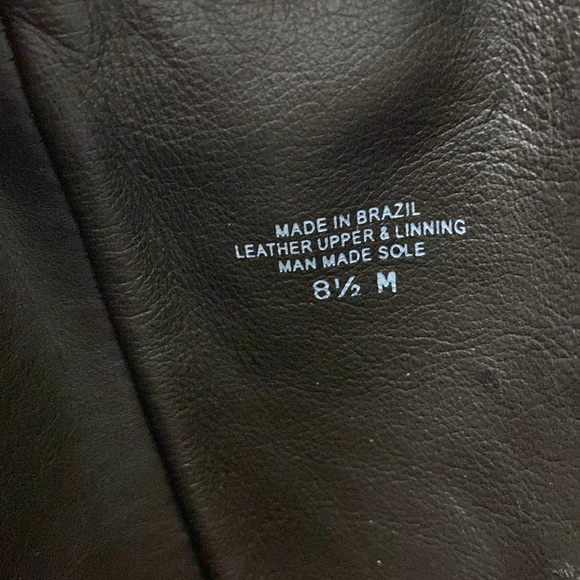 MADE IN BRAZIL
LEATHER UPPER & LINNING
MAN MADE SOLE
8½ M